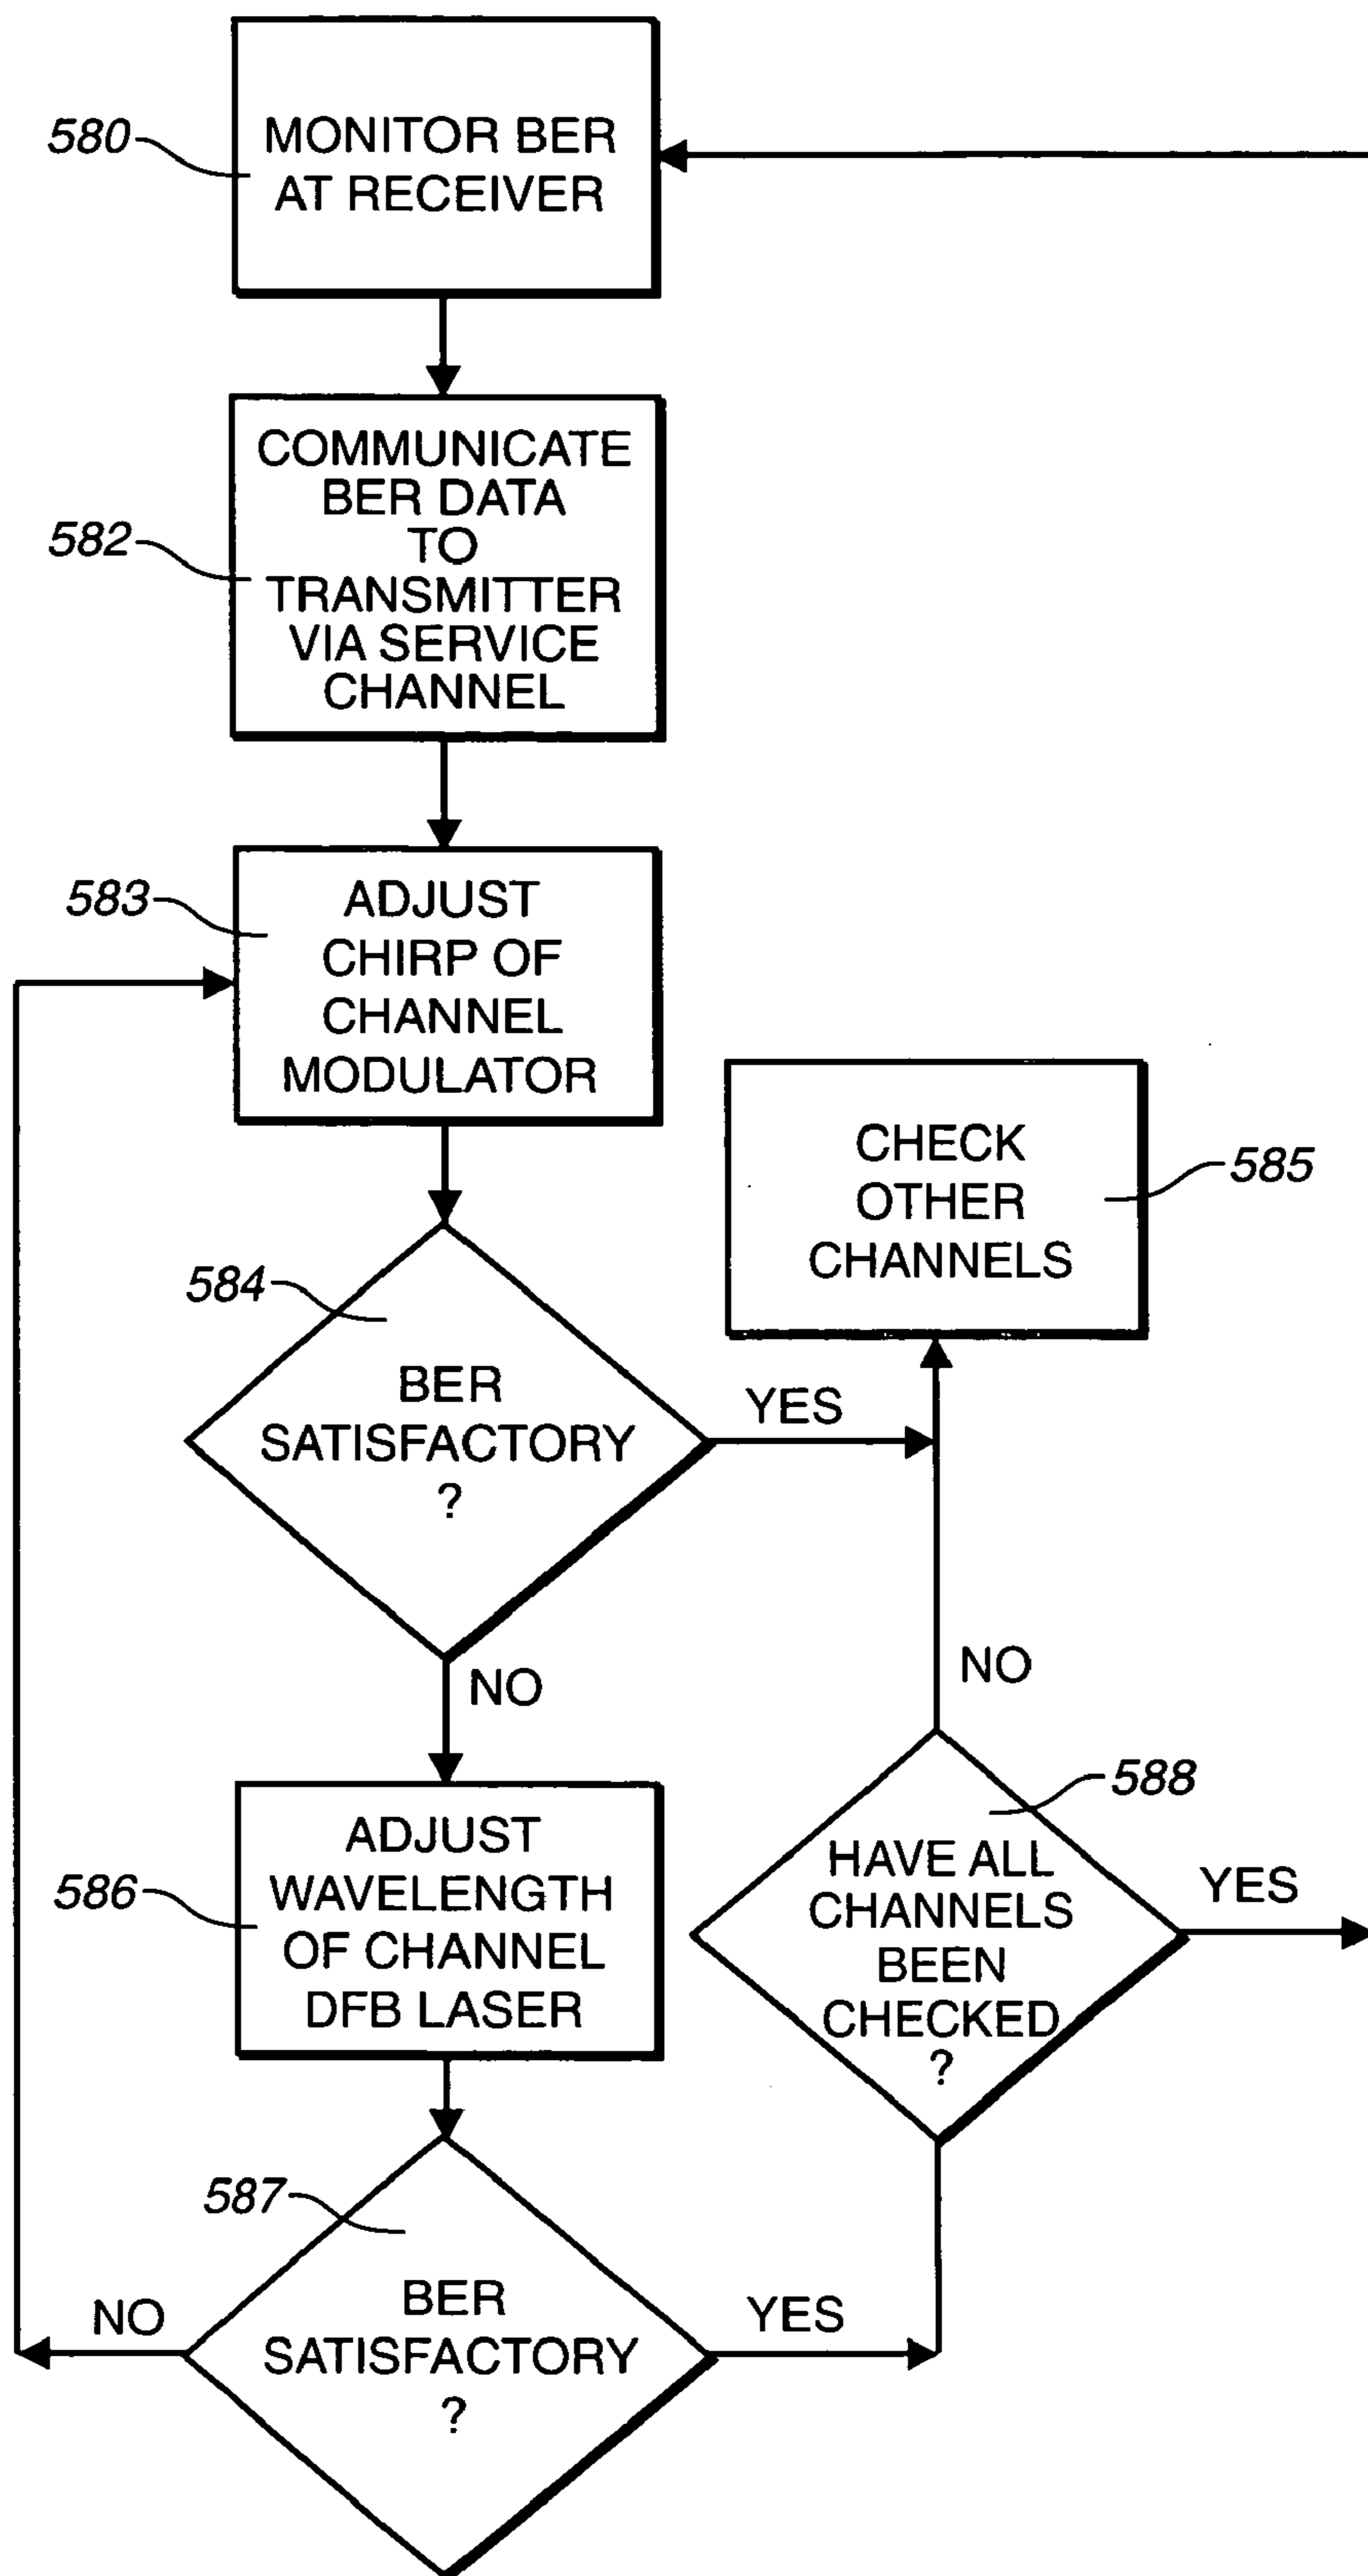 580
MONITOR BER
AT RECEIVER
582
COMMUNICATE
BER DATA
TO
TRANSMITTER
VIA SERVICE
CHANNEL
583
ADJUST
CHIRP OF
CHANNEL
MODULATOR
CHECK
OTHER
CHANNELS
585
584
BER
SATISFACTORY
?
YES
NO
NO
586
ADJUST
WAVELENGTH
OF CHANNEL
DFB LASER
588
HAVE ALL
CHANNELS
BEEN
CHECKED
?
YES
587
BER
SATISFACTORY
?
NO
YES